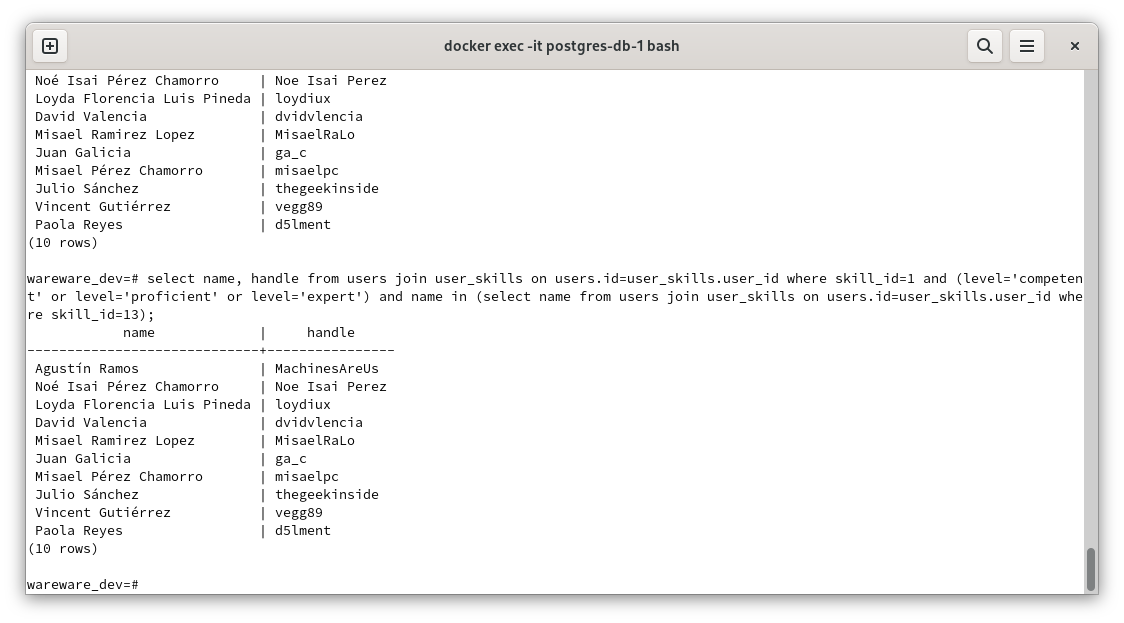 docker exec -it postgres-db-1 bash
Noé Isai Pérez Chamorro | Noe Isai Perez
Loyda Florencia Luis Pineda | loydiux
David Valencia | dvidvlencia
Misael Ramirez Lopez | MisaelRaLo
Juan Galicia | ga_c
Misael Pérez Chamorro | misaelpc
Julio Sánchez | thegeekinside
Vincent Gutiérrez | vegg89
Paola Reyes | d5lment
(10 rows)
wareware_dev=# select name, handle from users join user_skills on users.id=user_skills.user_id where skill_id=1 and (level='competen
t' or level='proficient' or level='expert') and name in (select name from users join user_skills on users.id=user_skills.user_id whe
re skill_id=13);
name | handle
-----------------------------+----------------
Agustín Ramos | MachinesAreUs
Noé Isai Pérez Chamorro | Noe Isai Perez
Loyda Florencia Luis Pineda | loydiux
David Valencia | dvidvlencia
Misael Ramirez Lopez | MisaelRaLo
Juan Galicia | ga_c
Misael Pérez Chamorro | misaelpc
Julio Sánchez | thegeekinside
Vincent Gutiérrez | vegg89
Paola Reyes | d5lment
(10 rows)
wareware_dev=#